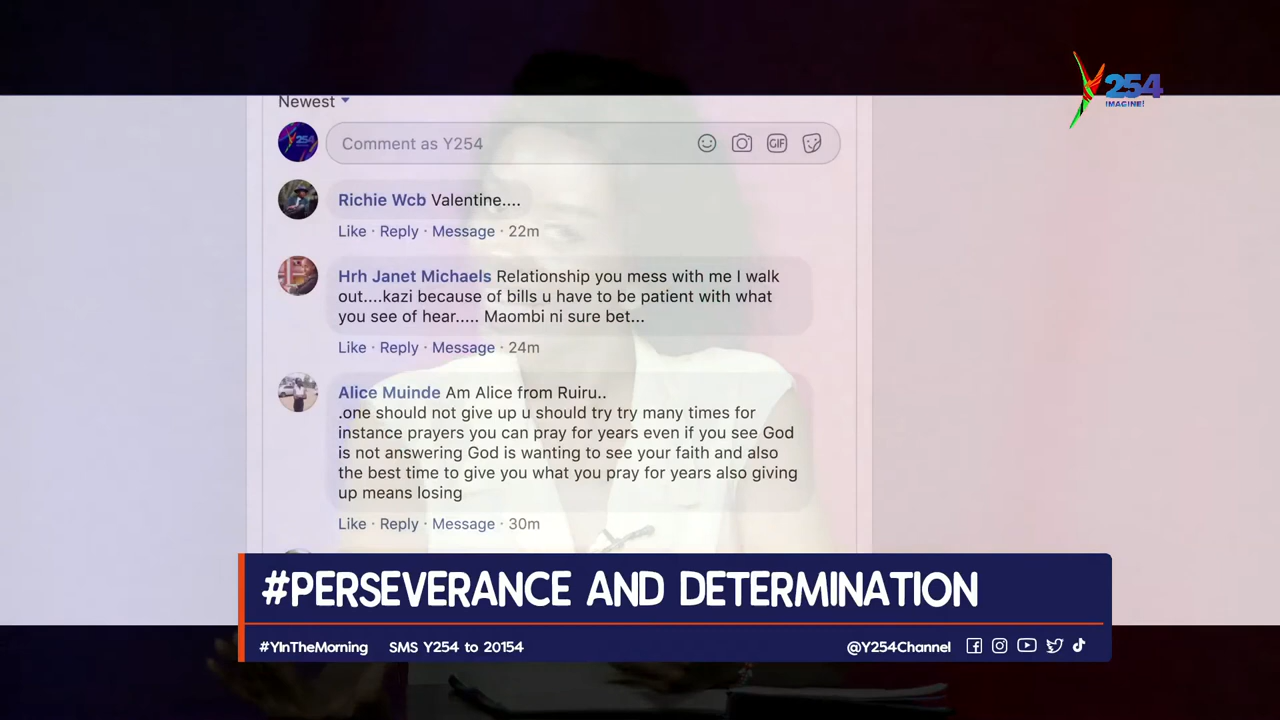 Y254
IMAGINE!
Newest
Y254
Comment as Y254
GIF
Richie Wcb Valentine....
Like · Reply · Message · 22m
Hrh Janet Michaels Relationship you mess with me I walk
out....kazi because of bills u have to be patient with what
you see of hear..... Maombi ni sure bet...
Like · Reply · Message · 24m
Alice Muinde Am Alice from Ruiru..
.one should not give up u should try try many times for
instance prayers you can pray for years even if you see God
is not answering God is wanting to see your faith and also
the best time to give you what you pray for years also giving
up means losing
Like · Reply · Message · 30m
#PERSEVERANCE AND DETERMINATION
#YInTheMorning SMS Y254 to 20154 @Y254Channel